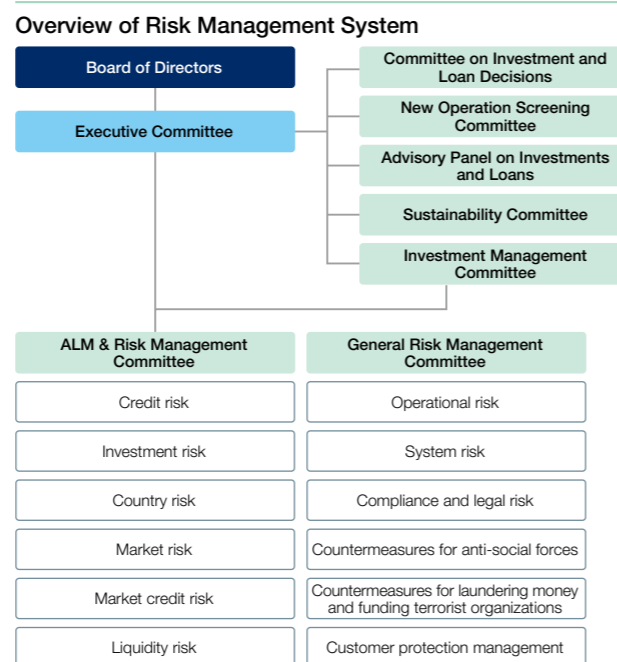 Overview of Risk Management System
Board of Directors
Executive Committee
Committee on Investment and
Loan Decisions
New Operation Screening
Committee
Advisory Panel on Investments
and Loans
Sustainability Committee
Investment Management
Committee
ALM & Risk Management
Committee
Credit risk
Investment risk
Country risk
Market risk
Market credit risk
Liquidity risk
General Risk Management
Committee
Operational risk
System risk
Compliance and legal risk
Countermeasures for anti-social forces
Countermeasures for laundering money
and funding terrorist organizations
Customer protection management